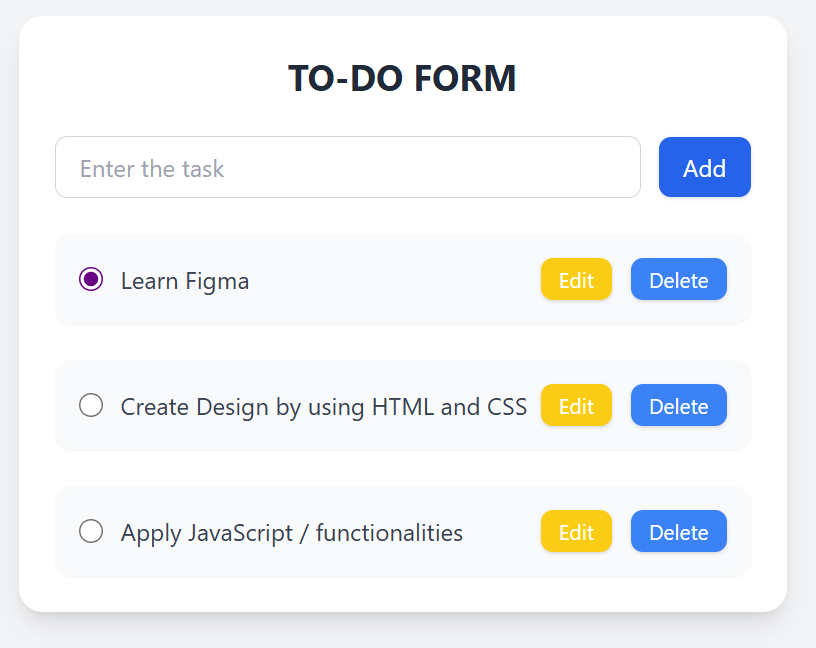 TO-DO FORM
Enter the task Add
Learn Figma Edit Delete
Create Design by using HTML and CSS Edit Delete
Apply JavaScript / functionalities Edit Delete